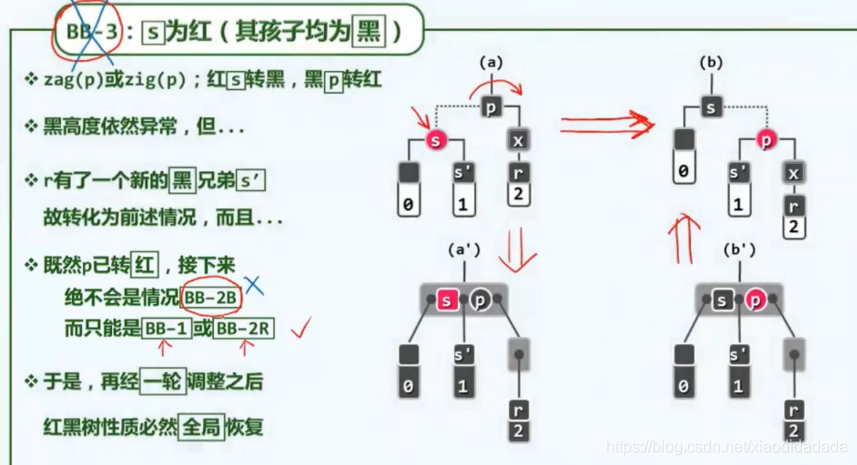 BB-3：s为红（其孩子均为黑）
zag(p)或zig(p)；红s转黑，黑p转红
黑高度依然异常，但...
r有了一个新的黑兄弟s'
故转化为前述情况，而且...
既然p已转红，接下来
绝不会是情况BB-2B
而只能是BB-1或BB-2R
于是，再经一轮调整之后
红黑树性质必然全局恢复
(a)
p
s
x
s'
r
0
1
2
(b)
s
p
0
s'
x
1
r
2
(a')
s p
s'
0
1
r
2
(b')
s p
s'
0
1
r
2
https://blog.csdn.net/xiaodidadada